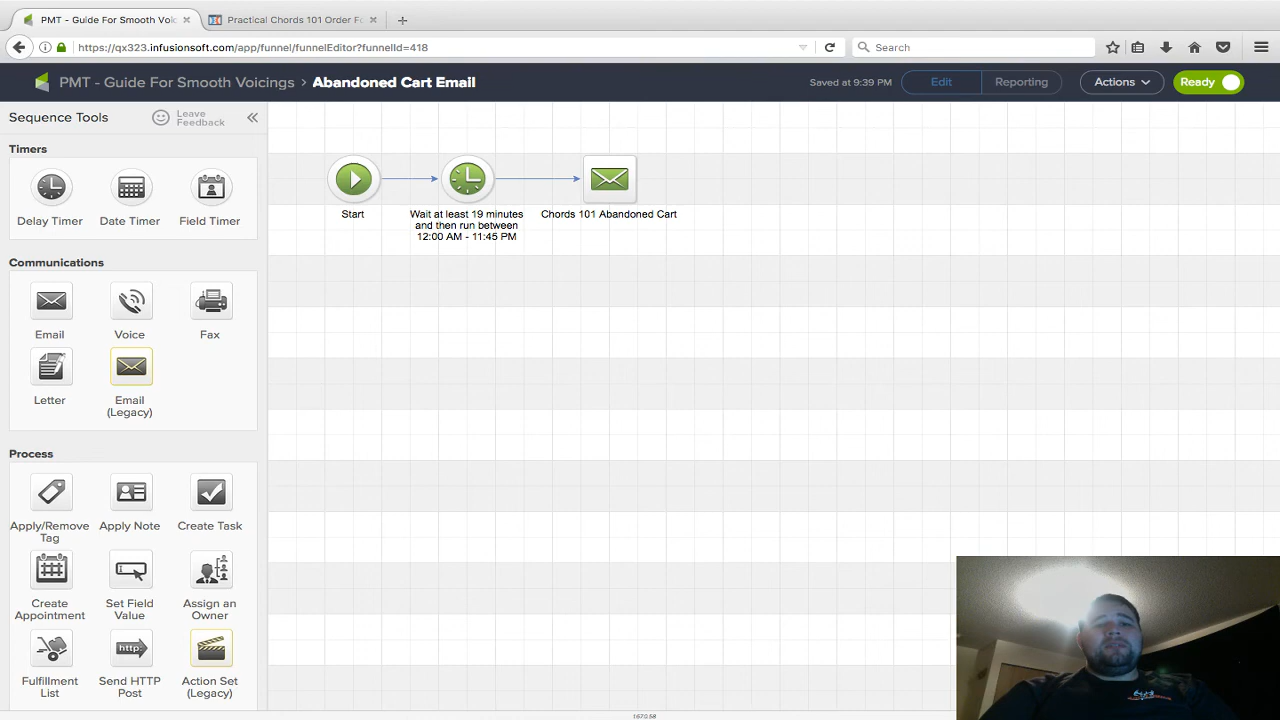 PMT - Guide For Smooth Voic
Practical Chords 101 Order F
https://qx323.infusionsoft.com/app/funnel/funnelEditor?funnelId=418
Search
PMT - Guide For Smooth Voicings > Abandoned Cart Email
Saved at 9:39 PM
Edit
Reporting
Actions
Ready
Sequence Tools
Leave
Feedback
Timers
Delay Timer
Date Timer
Field Timer
Communications
Email
Voice
Fax
Letter
Email
(Legacy)
Process
Apply/Remove
Tag
Apply Note
Create Task
Create
Appointment
Set Field
Value
Assign an
Owner
http:
Fulfillment
List
Send HTTP
Post
Action Set
(Legacy)
Start
Wait at least 19 minutes
and then run between
12:00 AM - 11:45 PM
Chords 101 Abandoned Cart